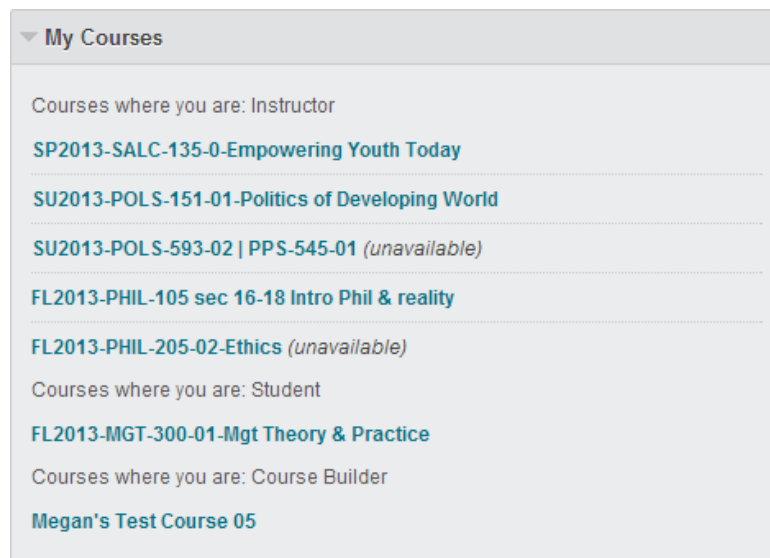 My Courses
Courses where you are: Instructor
SP2013-SALC-135-0-Empowering Youth Today
SU2013-POLS-151-01-Politics of Developing World
SU2013-POLS-593-02 | PPS-545-01 (unavailable)
FL2013-PHIL-105 sec 16-18 Intro Phil & reality
FL2013-PHIL-205-02-Ethics (unavailable)
Courses where you are: Student
FL2013-MGT-300-01-Mgt Theory & Practice
Courses where you are: Course Builder
Megan's Test Course 05